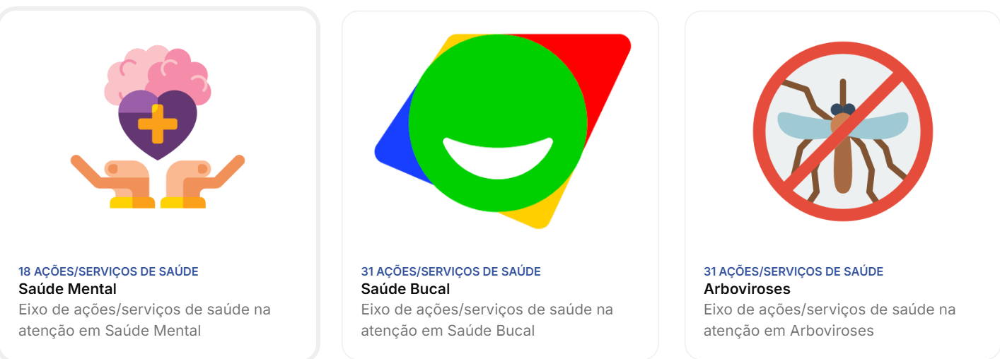 18 AÇÕES/SERVIÇOS DE SAÚDE
Saúde Mental
Eixo de ações/serviços de saúde na
atenção em Saúde Mental
31 AÇÕES/SERVIÇOS DE SAÚDE
Saúde Bucal
Eixo de ações/serviços de saúde na
atenção em Saúde Bucal
31 AÇÕES/SERVIÇOS DE SAÚDE
Arboviroses
Eixo de ações/serviços de saúde na
atenção em Arboviroses